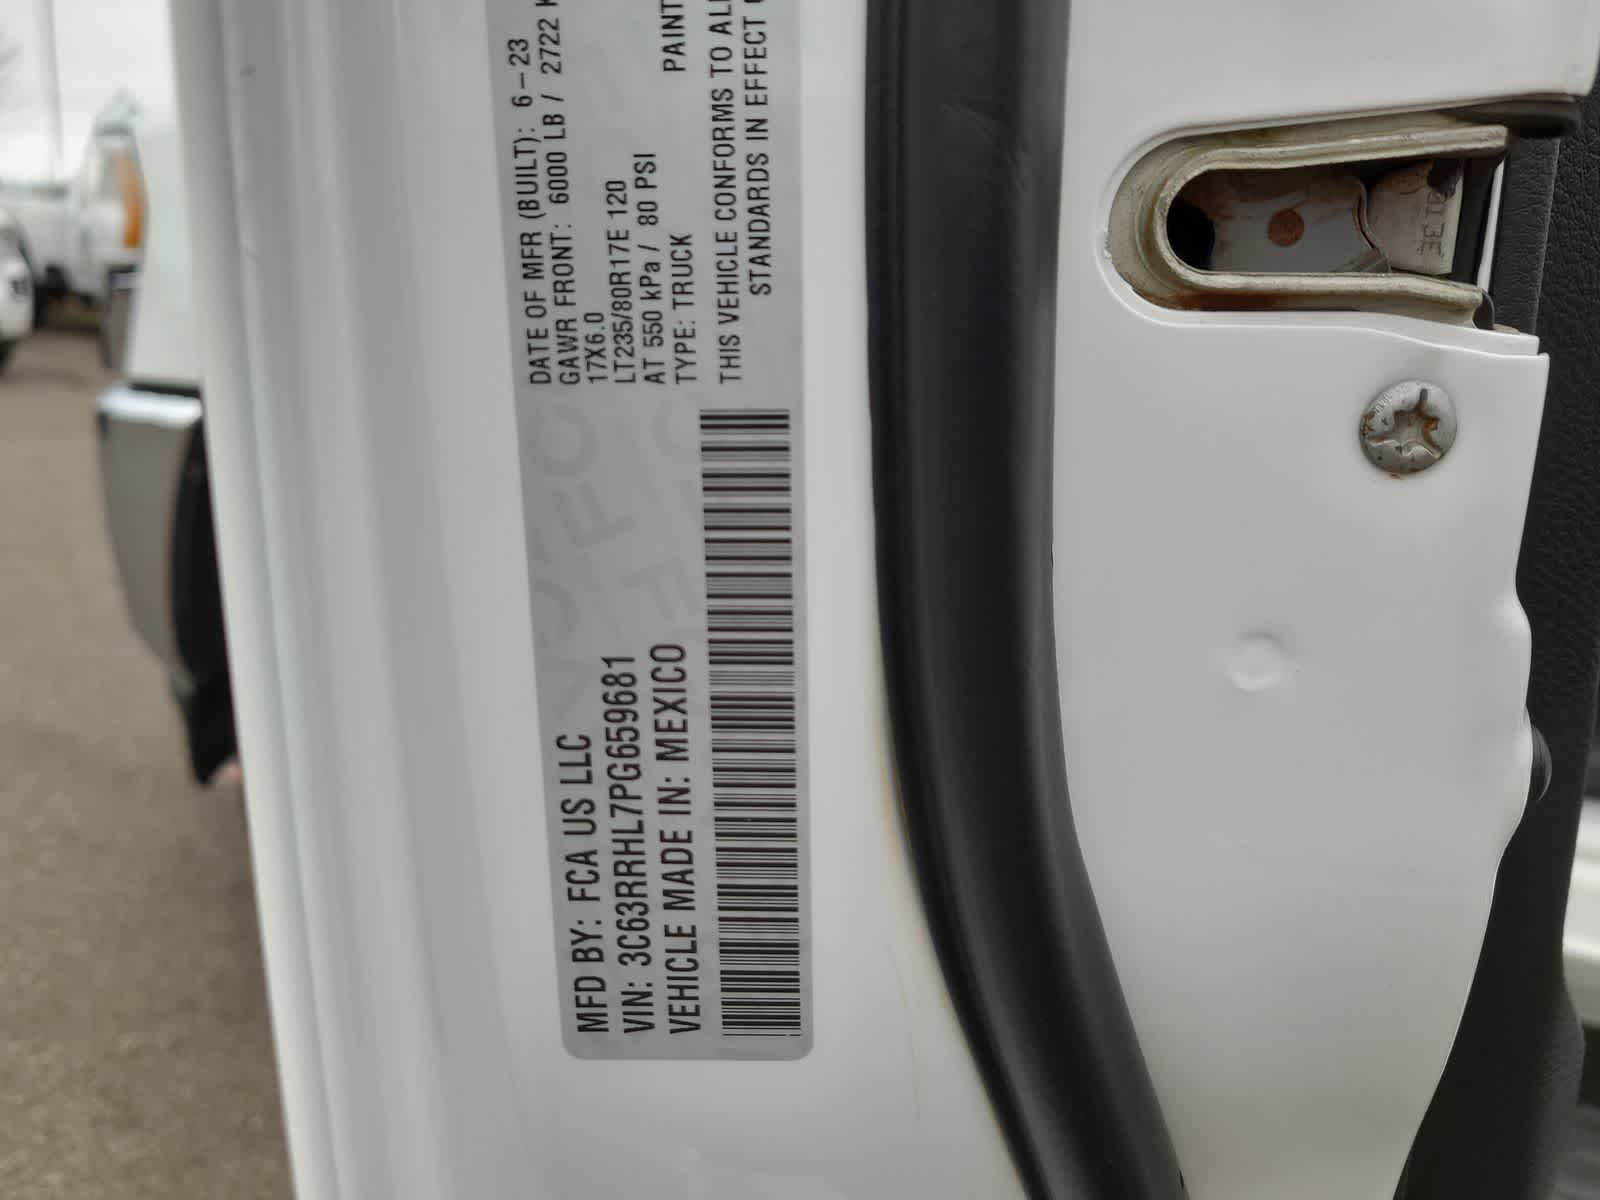 MFD BY: FCA US LLC
VIN: 3C63RRHL7PG659681
VEHICLE MADE IN: MEXICO
DATE OF MFR (BUILT): 6-23
GAWR FRONT: 6000 LB / 2722
17X6.0
LT235/80R17E 120
AT 550 kPa / 80 PSI
TYPE: TRUCK
PAINT
THIS VEHICLE CONFORMS TO
STANDARDS IN EFFECT